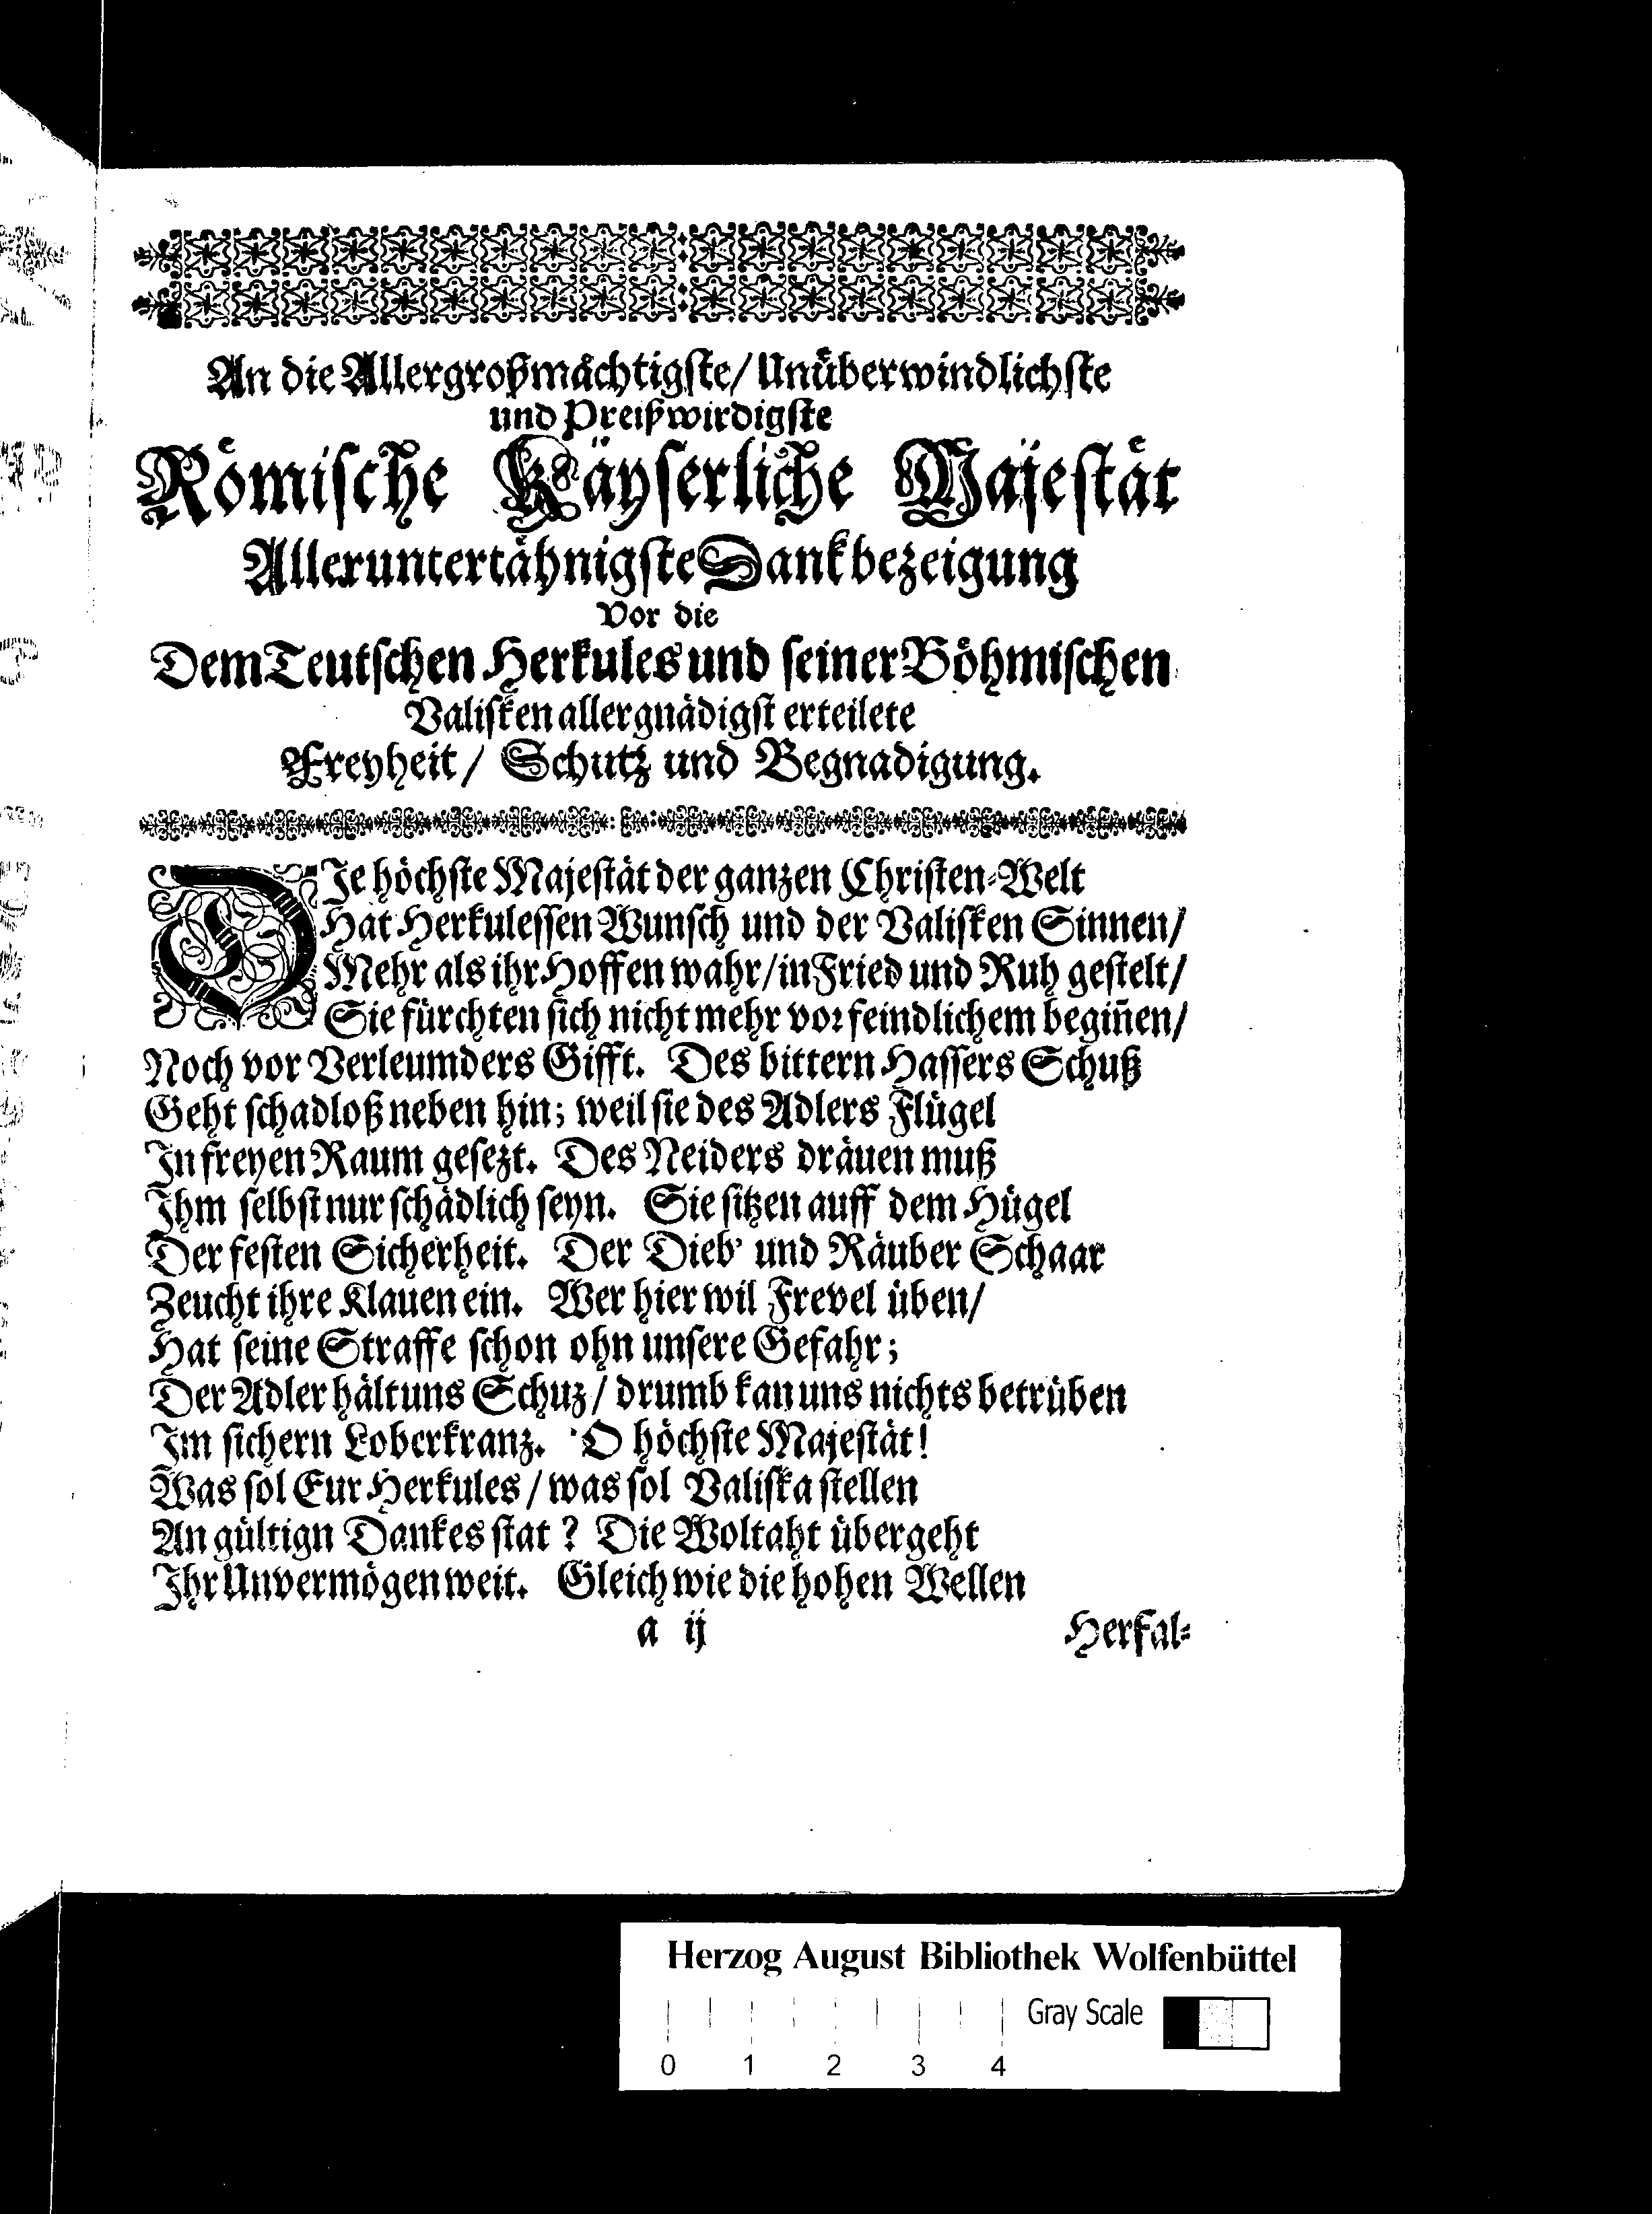 An die Allergroßmächtigste/Unüberwindlichste
und Preißwirdigste
Römische Käyserliche Majestät
Alleruntertähnigste Dankbezeigung
Vor die
Dem Teutschen Herkules und seiner Böhmischen
Valisken allergnädigst erteilete
Freyheit/ Schutz und Begnadigung.
DIe höchste Majestät der ganzen Christen-Welt
Hat Herkulessen Wunsch und der Valisken Sinnen/
Mehr als ihr Hoffen wahr/in Fried und Ruh gestelt/
Sie fürchten sich nicht mehr vor feindlichem begiñen/
Noch vor Verleumders Gifft. Des bittern Hassers Schuß
Geht schadloß neben hin; weil sie des Adlers Flügel
In freyen Raum gesezt. Des Neiders dräuen muß
Ihm selbst nur schädlich seyn. Sie sitzen auff dem Hügel
Der festen Sicherheit. Der Dieb' und Räuber Schaar
Zeucht ihre Klauen ein. Wer hier wil Frevel üben/
Hat seine Straffe schon ohn unsere Gefahr;
Der Adler hält uns Schuz/ drumb kan uns nichts betrüben
Im sichern Loberkranz. O höchste Majestät!
Was sol Eur Herkules/ was sol Valiska stellen
An gültign Dankes stat? Die Woltaht übergeht
Ihr Unvermögen weit. Gleich wie die hohen Wellen
a ij Herfal-
Herzog August Bibliothek Wolfenbüttel
Gray Scale
0 1 2 3 4